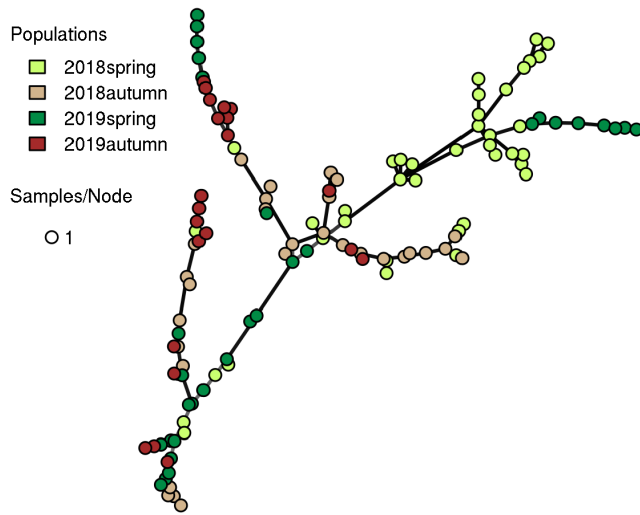 Populations
2018spring
2018autumn
2019spring
2019autumn
Samples/Node
1